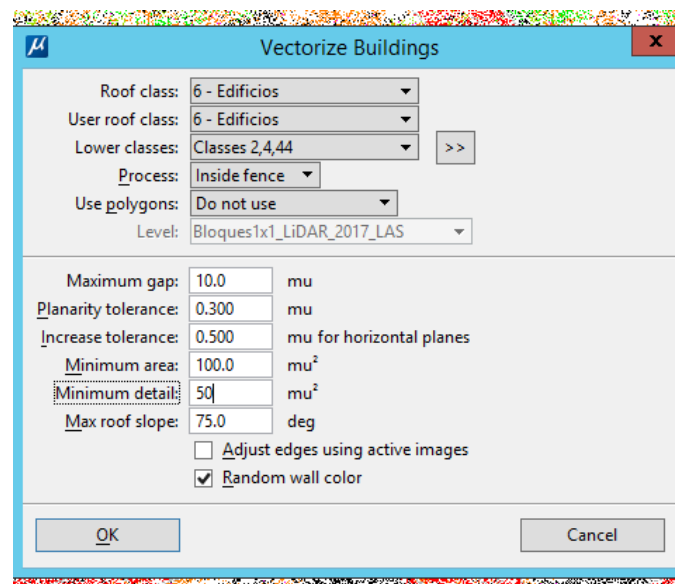 µ Vectorize Buildings x
Roof class: 6 - Edificios
User roof class: 6 - Edificios
Lower classes: Classes 2,4,44 >>
Process: Inside fence
Use polygons: Do not use
Level: Bloques1x1_LiDAR_2017_LAS
Maximum gap: 10.0 mu
Planarity tolerance: 0.300 mu
Increase tolerance: 0.500 mu for horizontal planes
Minimum area: 100.0 mu²
Minimum detail: 50 mu²
Max roof slope: 75.0 deg
Adjust edges using active images
Random wall color
OK Cancel